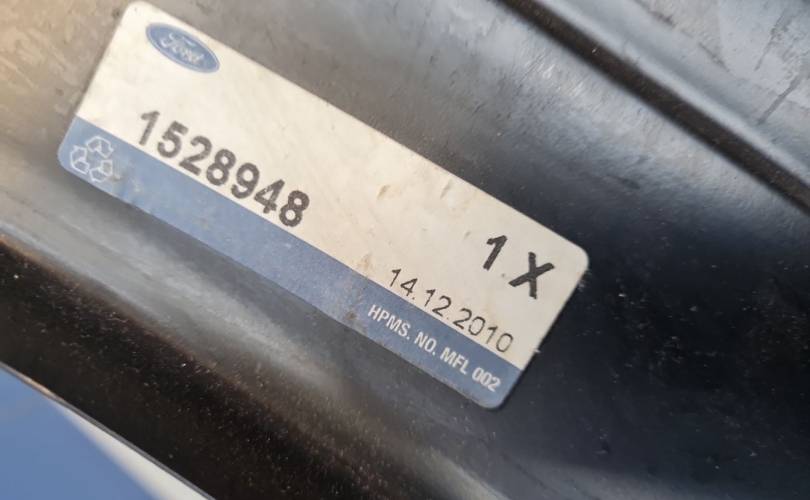 Ford
1528948
1 X
14.12.2010
HPMS. NO. MFL 002